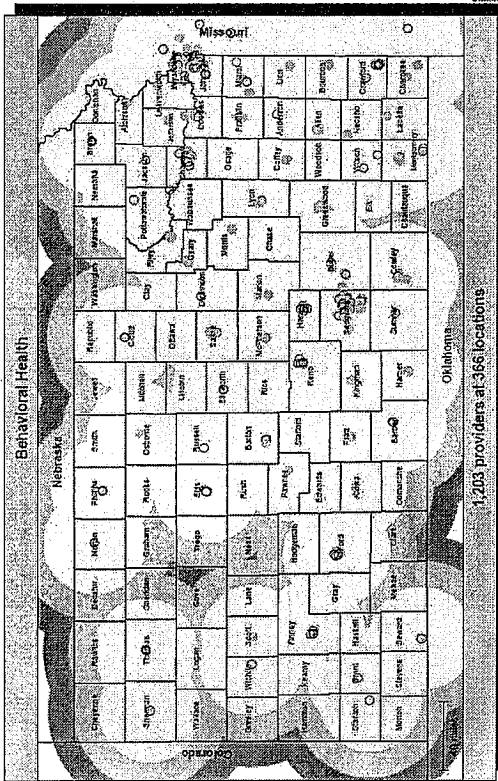 Behavioral Health
Nebraska
Cheyenne
Rawlins
Decatur
Norton
Phillips
Smith
Jewell
Republic
Washington
Marshall
Nemaha
Brown
Doniphan
Sherman
Thomas
Sheridan
Graham
Rooks
Osborne
Mitchell
Cloud
Clay
Riley
Pottawatomie
Jackson
Atchison
Jefferson
Leavenworth
Wallace
Logan
Gove
Trego
Ellis
Russell
Lincoln
Ottawa
Saline
Dickinson
Geary
Wabaunsee
Douglas
Greeley
Wichita
Scott
Lane
Ness
Rush
Barton
Ellsworth
Rice
McPherson
Marion
Morris
Chase
Lyon
Osage
Franklin
Miami
Hamilton
Kearny
Finney
Hodgeman
Pawnee
Stafford
Reno
Harvey
Butler
Greenwood
Coffey
Anderson
Linn
Gray
Ford
Edwards
Kiowa
Pratt
Kingman
Sedgwick
Elk
Woodson
Allen
Bourbon
Stanton
Grant
Haskell
Meade
Clark
Comanche
Barber
Harper
Sumner
Cowley
Chautauqua
Montgomery
Labette
Neosho
Crawford
Cherokee
Morton
Stevens
Seward
Missouri
Colorado
Oklahoma
1,203 providers at 366 locations